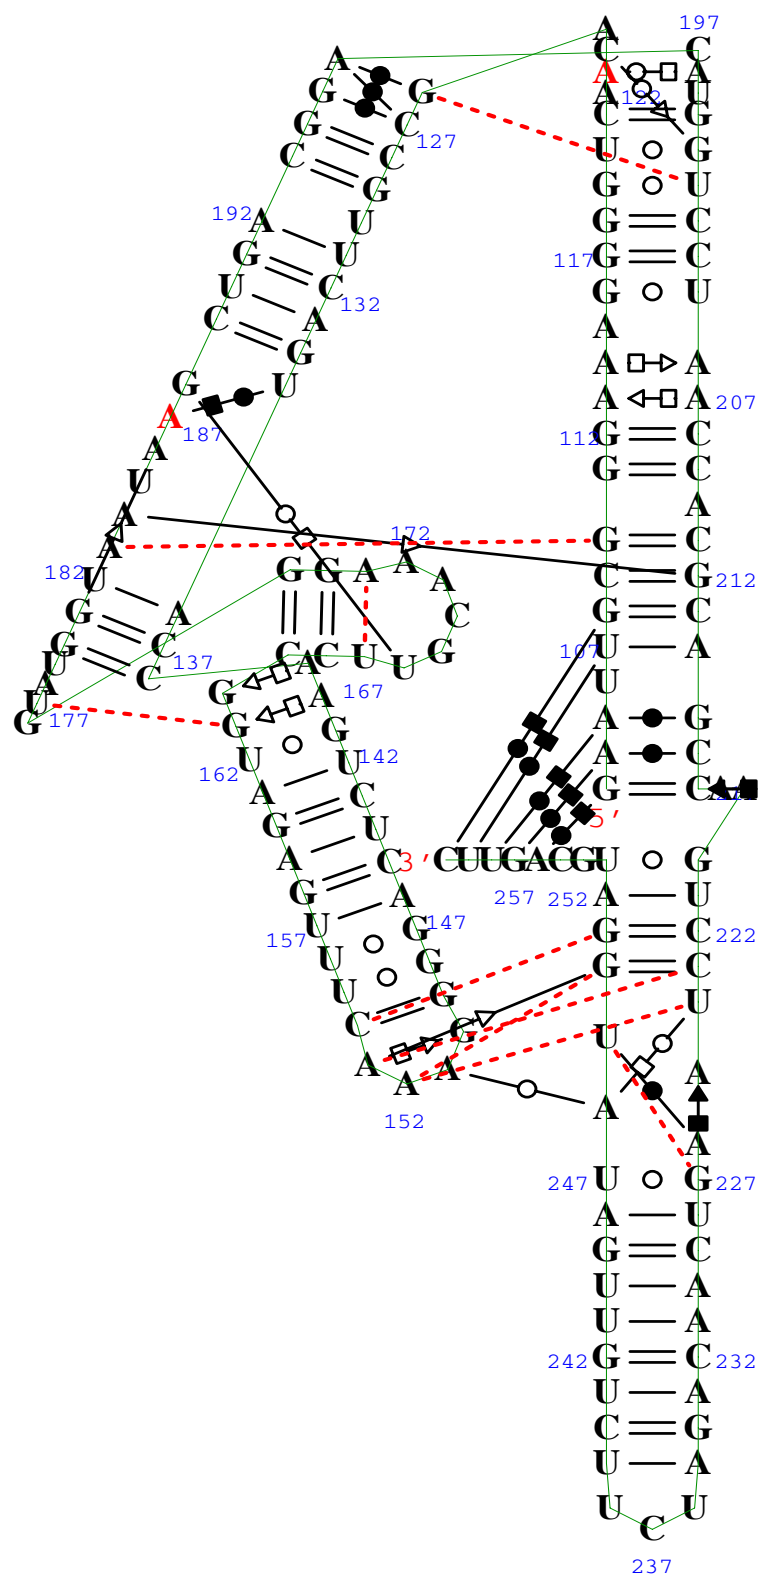 197
A
C C
A
A A
G G A 122 U
G C C G
127
C C U G
G G U
192 A U G C
G U 117 G C
U C 132 G U
C A A
G
A A
G U
A A 207
A
187 112 G C
A
G C
U
A
A
172
A G C
182 U G G A A A C G 212
G A C G C
G C 107 U A
U C 137 C A C U U G
A G A 167 U
U G 177
G G A G
162 U U 142 A C
A C G C
G U 5'
A C 3' CUUGACGU G
G A 257 252 A U
157 U G 147 G C 222
U G G C
U G U
C G U
A A A
A A
152
A
247 U G 227
A U
G C
U A
U A
242 G C 232
U A
C G
U A
U U
C
237